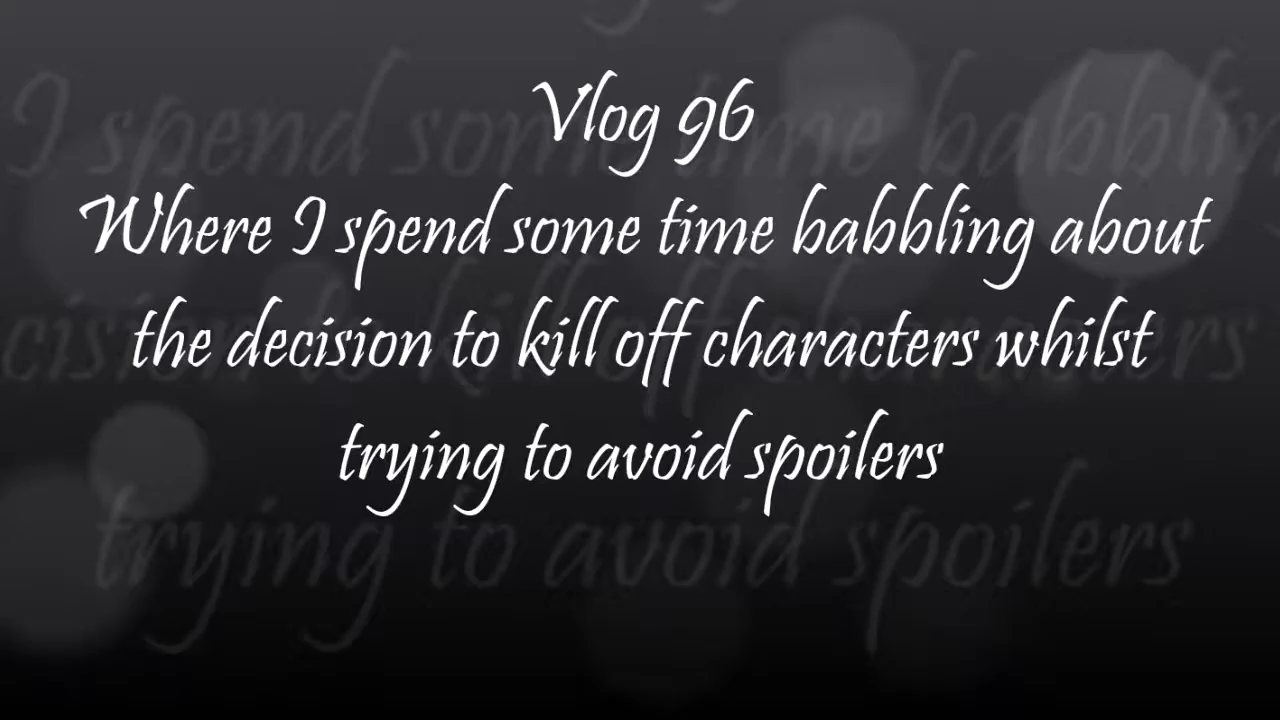 Vlog 96
Where I spend some time babbling about
the decision to kill off characters whilst
trying to avoid spoilers